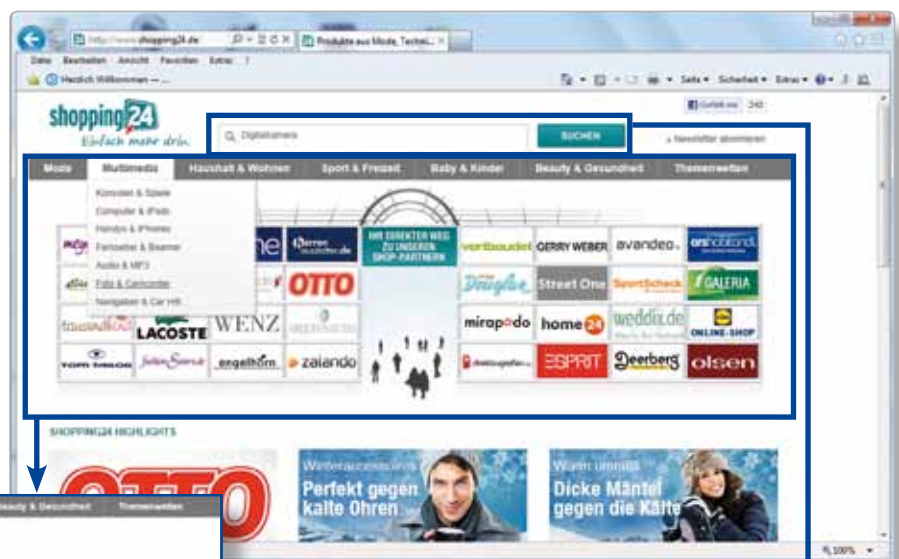 http://www.shopping24.de
Produkte aus Mode, Techni...
Datei Bearbeiten Ansicht Favoriten Extras ?
Herzlich Willkommen — ...
Seite Sicherheit Extras
shopping24
Einfach mehr drin.
Digitalkamera
SUCHEN
Gefällt mir
Newsletter abonnieren
Mode Multimedia Haushalt & Wohnen Sport & Freizeit Baby & Kinder Beauty & Gesundheit Themenwelten
Konsolen & Spiele
Computer & iPads
Handys & iPhones
Fernseher & Beamer
Audio & MP3
Foto & Camcorder
Navigation & Car Hifi
IHR DIREKTER WEG
ZU UNSEREN
SHOP-PARTNERN
vertbaudet GERRY WEBER avandeo.
OTTO Douglas Street One SportScheck GALERIA
LACOSTE WENZ mirapodo home24 weddix.de ONLINE-SHOP
TOM TAILOR engelhorn zalando ESPRIT Deerberg olsen
SHOPPING24 HIGHLIGHTS
OTTO
Winteraccessoires
Perfekt gegen
kalte Ohren
Warm umhüllt
Dicke Mäntel
gegen die Kälte
Beauty & Gesundheit Themenwelten
100%